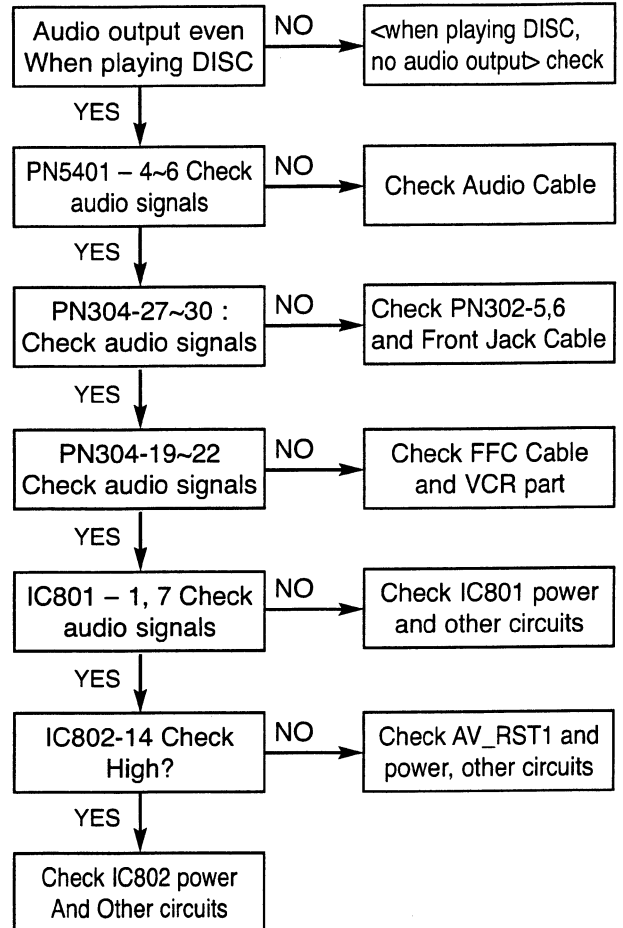 Audio output even
When playing DISC
NO
<when playing DISC,
no audio output> check
YES
PN5401 – 4~6 Check
audio signals
NO
Check Audio Cable
YES
PN304-27~30 :
Check audio signals
NO
Check PN302-5,6
and Front Jack Cable
YES
PN304-19~22
Check audio signals
NO
Check FFC Cable
and VCR part
YES
IC801 – 1, 7 Check
audio signals
NO
Check IC801 power
and other circuits
YES
IC802-14 Check
High?
NO
Check AV_RST1 and
power, other circuits
YES
Check IC802 power
And Other circuits